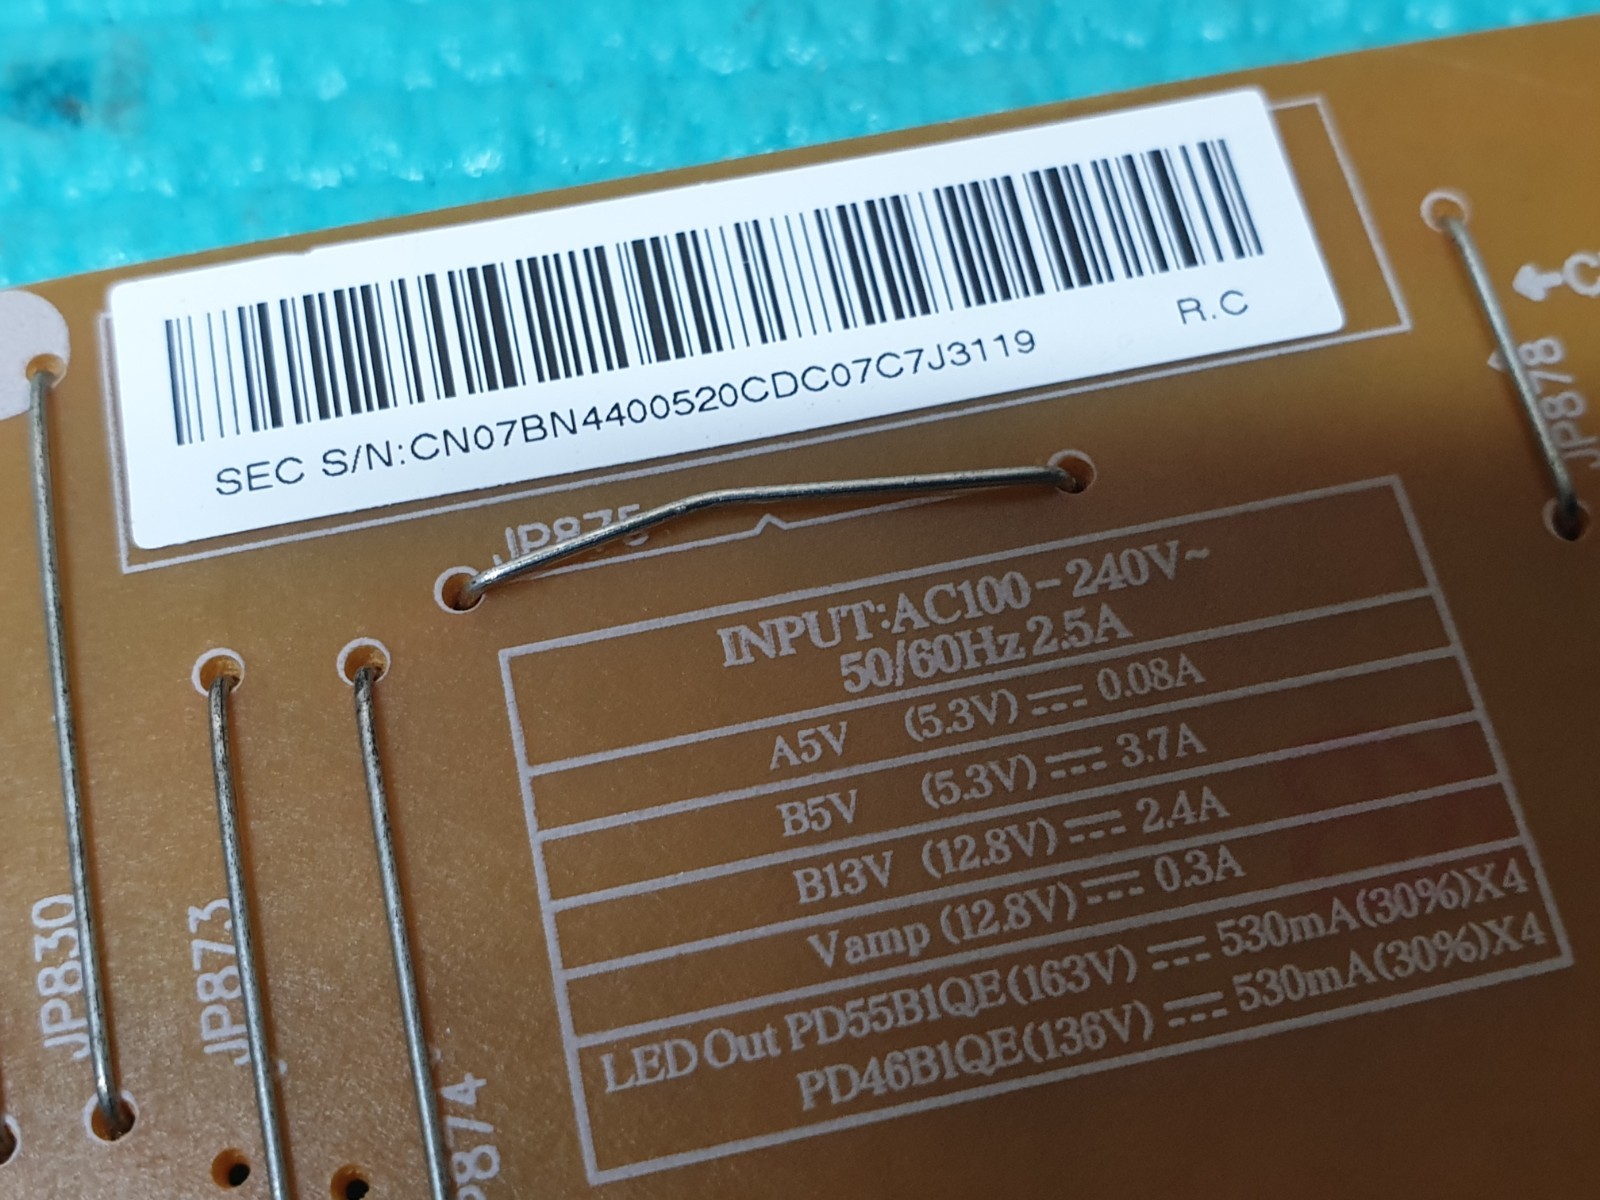 SEC S/N:CN07BN4400520CDC07C7J3119 R.C
JP875
JP878
INPUT:AC100-240V~
50/60Hz 2.5A
A5V (5.3V) ⎓ 0.08A
B5V (5.3V) ⎓ 3.7A
B13V (12.8V) ⎓ 2.4A
Vamp (12.8V) ⎓ 0.3A
LED Out PD55B1QE(163V) ⎓ 530mA(30%)X4
PD46B1QE(136V) ⎓ 530mA(30%)X4
JP830
JP873
P874